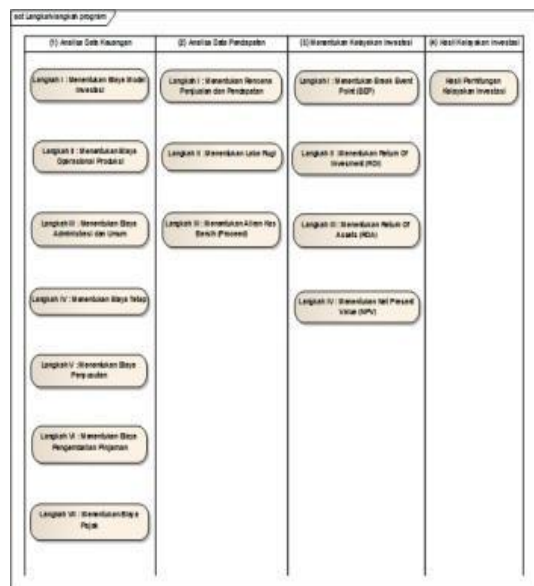 act Langkah-langkah program
(1) Analisa Data Keuangan
Langkah I : Menentukan Biaya Modal
Investasi
Langkah II : Menentukan Biaya
Operasional Produksi
Langkah III : Menentukan Biaya
Administrasi dan Umum
Langkah IV : Menentukan Biaya Tetap
Langkah V : Menentukan Biaya
Penyusutan
Langkah VI : Menentukan Biaya
Pengembalian Pinjaman
Langkah VII : Menentukan Biaya
Pajak
(2) Analisa Data Pendapatan
Langkah I : Menentukan Rencana
Penjualan dan Pendapatan
Langkah II : Menentukan Laba Rugi
Langkah III : Menentukan Aliran Kas
Bersih (Proceed)
(3) Menentukan Kelayakan Investasi
Langkah I : Menentukan Break Event
Point (BEP)
Langkah II : Menentukan Return Of
Invesment (ROI)
Langkah III : Menentukan Return Of
Assets (ROA)
Langkah IV : Menentukan Net Present
Value (NPV)
(4) Hasil Kelayakan Investasi
Hasil Perhitungan
Kelayakan Investasi